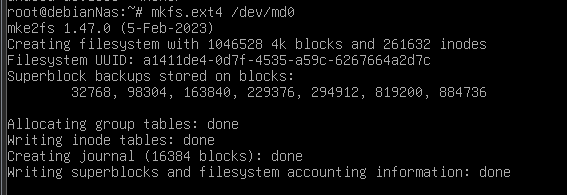 root@debianNas:~# mkfs.ext4 /dev/md0
mke2fs 1.47.0 (5-Feb-2023)
Creating filesystem with 1046528 4k blocks and 261632 inodes
Filesystem UUID: a1411de4-0d7f-4535-a59c-6267664a2d7c
Superblock backups stored on blocks:
32768, 98304, 163840, 229376, 294912, 819200, 884736
Allocating group tables: done
Writing inode tables: done
Creating journal (16384 blocks): done
Writing superblocks and filesystem accounting information: done